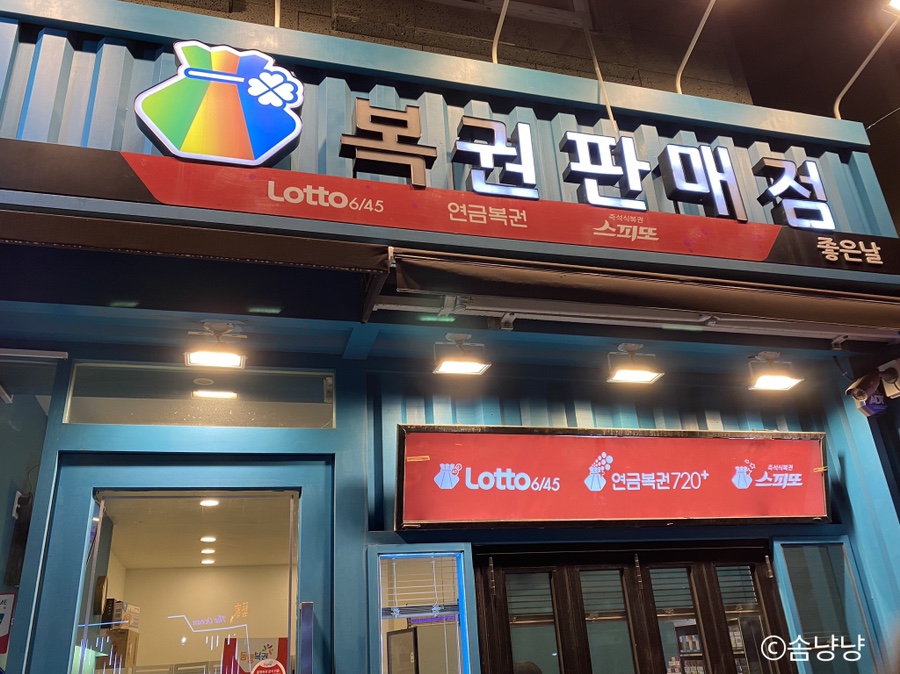 복권판매점
Lotto 6/45
연금복권
즉석식복권
스피또
좋은날
Lotto 6/45
연금복권720+
즉석식복권
스피또
©솜냥냥